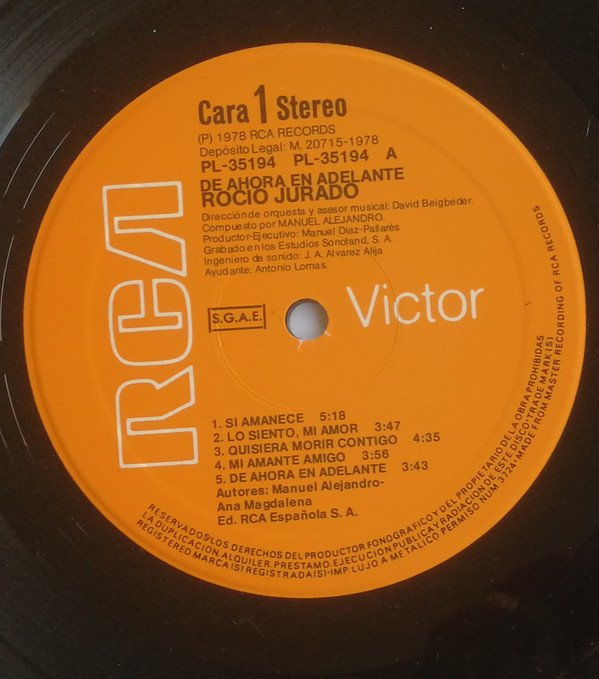 Cara 1 Stereo
(P) 1978 RCA RECORDS
Depósito Legal: M. 20715-1978
PL-35194 PL-35194 A
DE AHORA EN ADELANTE
ROCIO JURADO
Dirección de orquesta y asesor musical: David Beigbeder.
Compuesto por MANUEL ALEJANDRO.
Productor-Ejecutivo: Manuel Díaz-Pallarés
Grabado en los Estudios Sonoland, S. A.
Ingeniero de sonido: J. A. Alvarez Alija
Ayudante: Antonio Lomas.
RCA
S.G.A.E.
Victor
1. SI AMANECE 5:18
2. LO SIENTO, MI AMOR 3:47
3. QUISIERA MORIR CONTIGO 4:35
4. MI AMANTE AMIGO 3:56
5. DE AHORA EN ADELANTE 3:43
Autores: Manuel Alejandro-
Ana Magdalena
Ed. RCA Española S. A.
RESERVADOS LOS DERECHOS DEL PRODUCTOR FONOGRAFICO Y DEL PROPIETARIO DE LA OBRA PROHIBIDAS
LA DUPLICACION, ALQUILER, PRESTAMO, EJECUCION PUBLICA Y RADIACION DE ESTE DISCO·TRADE MARK(S)
REGISTERED MARCA(S) REGISTRADA(S)·IMP LUJO A METALICO PERMISO NUM. 3724·MADE FROM MASTER RECORDING OF RCA RECORDS